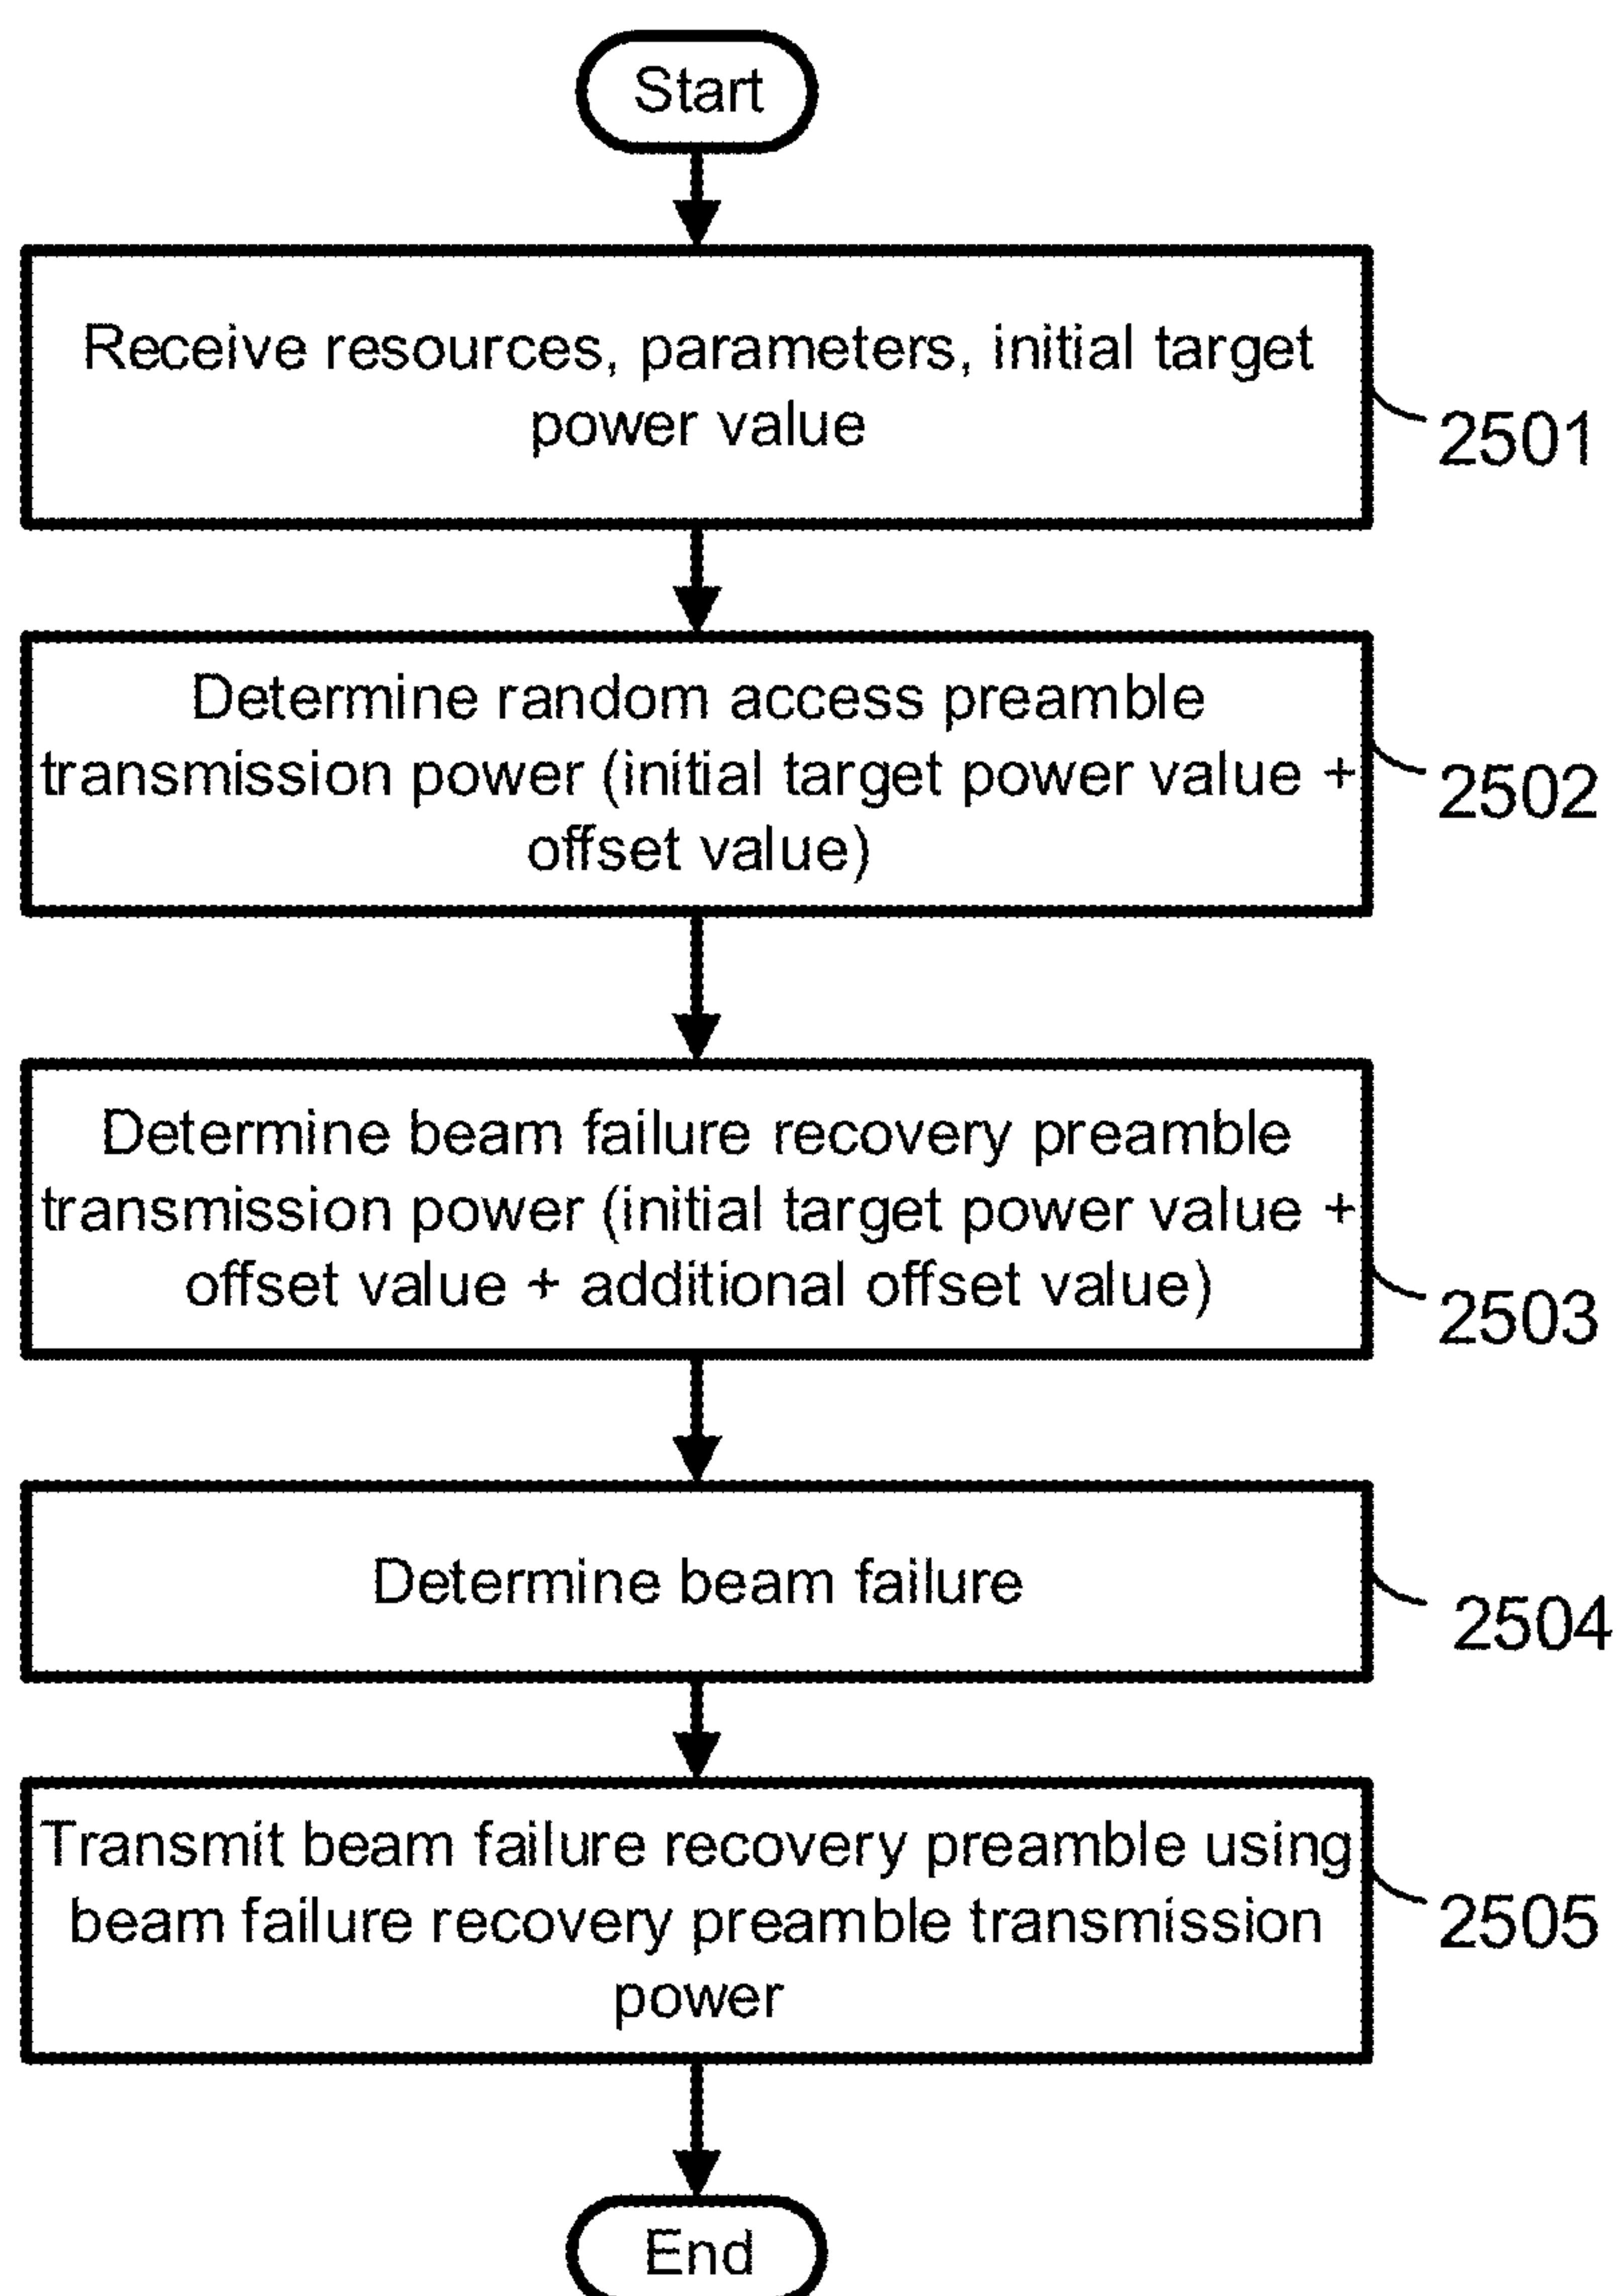 Start
Receive resources, parameters, initial target
power value
2501
Determine random access preamble
transmission power (initial target power value +
offset value)
2502
Determine beam failure recovery preamble
transmission power (initial target power value +
offset value + additional offset value)
2503
Determine beam failure
2504
Transmit beam failure recovery preamble using
beam failure recovery preamble transmission
power
2505
End